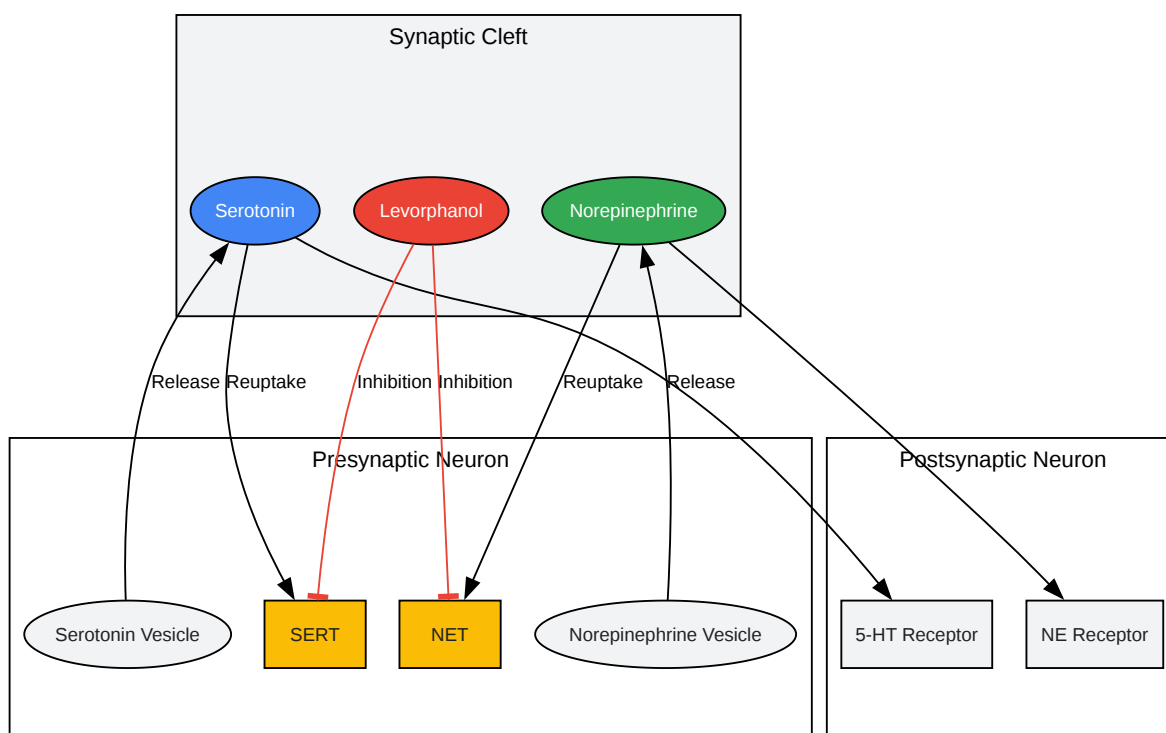 Synaptic Cleft
Serotonin
Levorphanol
Norepinephrine
Release
Reuptake
Inhibition
Inhibition
Reuptake
Release
Presynaptic Neuron
Postsynaptic Neuron
Serotonin Vesicle
SERT
NET
Norepinephrine Vesicle
5-HT Receptor
NE Receptor